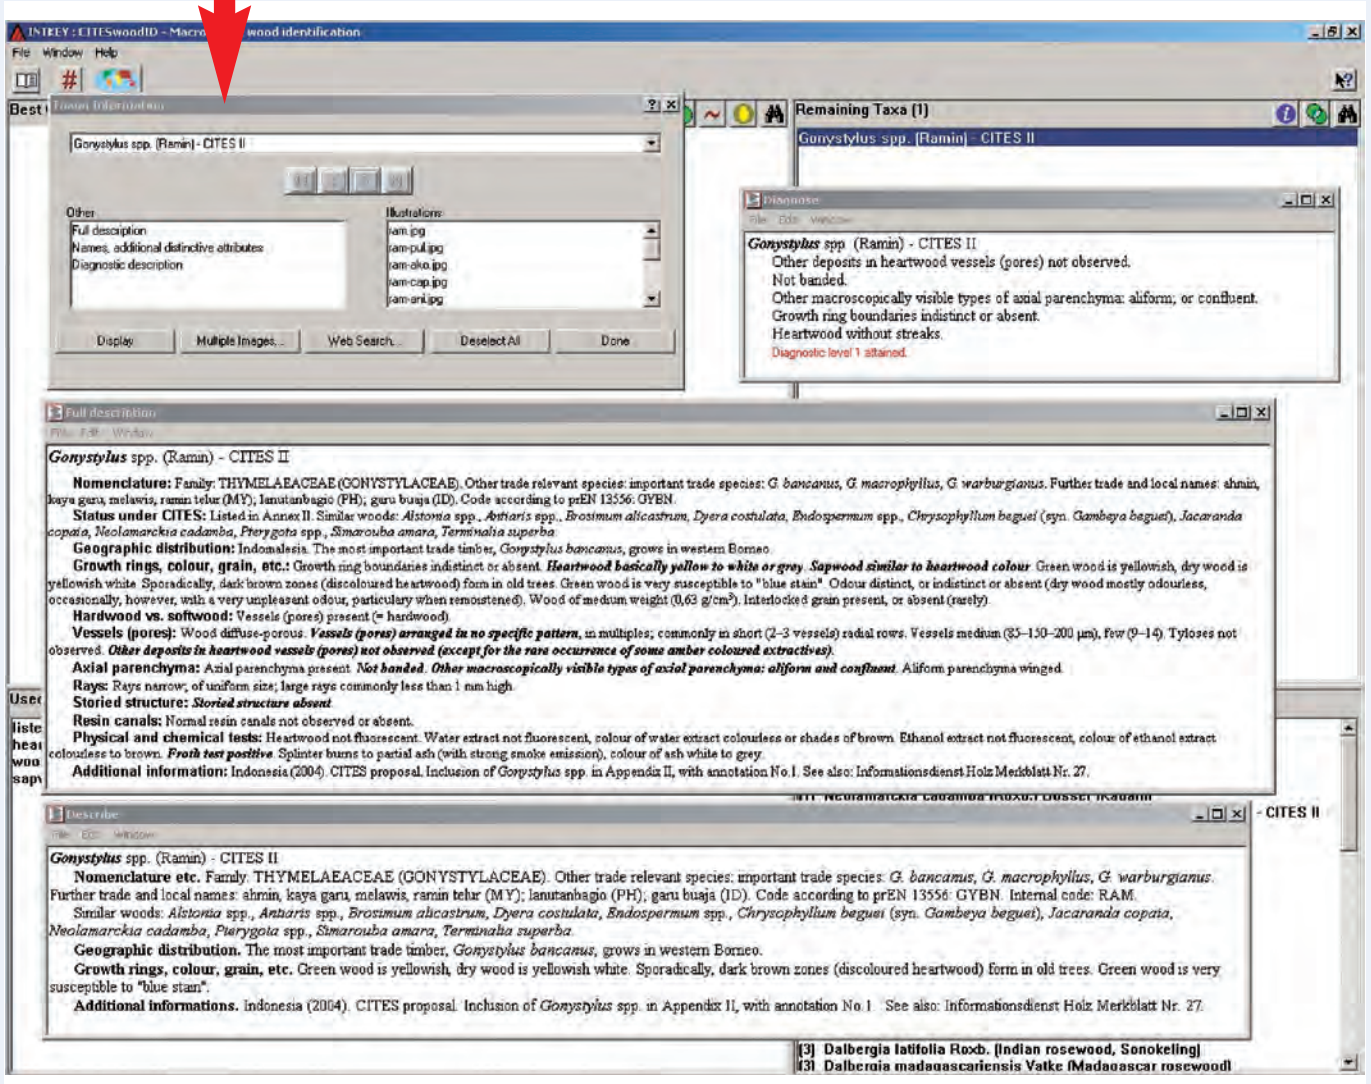 INTKEY : CITESwoodID - Macro wood identification
File Window Help
#
Best
Taxon Information
Gonystylus spp. (Ramin) - CITES II
Other
Full description
Names, additional distinctive attributes
Diagnostic description
Illustrations
ram.jpg
ram-pul.jpg
ram-ako.jpg
ram-cap.jpg
ram-anl.jpg
Display Multiple Images... Web Search... Deselect All Done
Remaining Taxa (1)
Gonystylus spp. (Ramin) - CITES II
Diagnose
File Edit Window
Gonystylus spp (Ramin) - CITES II
Other deposits in heartwood vessels (pores) not observed.
Not banded.
Other macroscopically visible types of axial parenchyma: aliform; or confluent.
Growth ring boundaries indistinct or absent.
Heartwood without streaks.
Diagnostic level 1 attained.
Full description
File Edit Window
Gonystylus spp. (Ramin) - CITES II
Nomenclature: Family: THYMELAEACEAE (GONYSTYLACEAE). Other trade relevant species: important trade species: G. bancanus, G. macrophyllus, G. warburgianus. Further trade and local names: ahmin,
kaya garu, melawis, ramin telur (MY); lanutanbagio (PH); garu buaja (ID). Code according to prEN 13556: GYBN.
Status under CITES: Listed in Annex II. Similar woods: Alstonia spp., Antiaris spp., Brosimum alicastrum, Dyera costulata, Endospermum spp., Chrysophyllum beguei (syn. Gambeya beguei), Jacaranda
copaia, Neolamarckia cadamba, Pterygota spp., Simarouba amara, Terminalia superba.
Geographic distribution: Indomalesia. The most important trade timber, Gonystylus bancanus, grows in western Borneo.
Growth rings, colour, grain, etc.: Growth ring boundaries indistinct or absent. Heartwood basically yellow to white or grey. Sapwood similar to heartwood colour. Green wood is yellowish, dry wood is
yellowish white. Sporadically, dark brown zones (discoloured heartwood) form in old trees. Green wood is very susceptible to "blue stain". Odour distinct, or indistinct or absent (dry wood mostly odourless,
occasionally, however, with a very unpleasant odour, particulary when remoistened). Wood of medium weight (0,63 g/cm³). Interlocked grain present, or absent (rarely).
Hardwood vs. softwood: Vessels (pores) present (= hardwood).
Vessels (pores): Wood diffuse-porous. Vessels (pores) arranged in no specific pattern, in multiples; commonly in short (2–3 vessels) radial rows. Vessels medium (85–150–200 µm), few (9–14). Tyloses not
observed. Other deposits in heartwood vessels (pores) not observed (except for the rare occurrence of some amber coloured extractives).
Axial parenchyma: Axial parenchyma present. Not banded. Other macroscopically visible types of axial parenchyma: aliform and confluent. Aliform parenchyma winged.
Rays: Rays narrow; of uniform size; large rays commonly less than 1 mm high.
Storied structure: Storied structure absent.
Resin canals: Normal resin canals not observed or absent.
Physical and chemical tests: Heartwood not fluorescent. Water extract not fluorescent, colour of water extract colourless or shades of brown. Ethanol extract not fluorescent, colour of ethanol extract
colourless to brown. Froth test positive. Splinter burns to partial ash (with strong smoke emission), colour of ash white to grey.
Additional information: Indonesia (2004). CITES proposal. Inclusion of Gonystylus spp. in Appendix II, with annotation No.1. See also: Informationsdienst Holz Merkblatt Nr. 27.
Used
liste
hear
woo
sapv
- CITES II
Describe
File Edit Window
Gonystylus spp. (Ramin) - CITES II
Nomenclature etc. Family: THYMELAEACEAE (GONYSTYLACEAE). Other trade relevant species: important trade species: G. bancanus, G. macrophyllus, G. warburgianus.
Further trade and local names: ahmin, kaya garu, melawis, ramin telur (MY); lanutanbagio (PH); garu buaja (ID). Code according to prEN 13556: GYBN. Internal code: RAM.
Similar woods: Alstonia spp., Antiaris spp., Brosimum alicastrum, Dyera costulata, Endospermum spp., Chrysophyllum beguei (syn. Gambeya beguei), Jacaranda copaia,
Neolamarckia cadamba, Pterygota spp., Simarouba amara, Terminalia superba.
Geographic distribution. The most important trade timber, Gonystylus bancanus, grows in western Borneo.
Growth rings, colour, grain, etc. Green wood is yellowish, dry wood is yellowish white. Sporadically, dark brown zones (discoloured heartwood) form in old trees. Green wood is very
susceptible to "blue stain".
Additional informations. Indonesia (2004). CITES proposal. Inclusion of Gonystylus spp. in Appendix II, with annotation No.1 See also: Informationsdienst Holz Merkblatt Nr. 27.
(3) Dalbergia latifolia Roxb. (Indian rosewood, Sonokeling)
(3) Dalbergia madagascariensis Vatke (Madagascar rosewood)